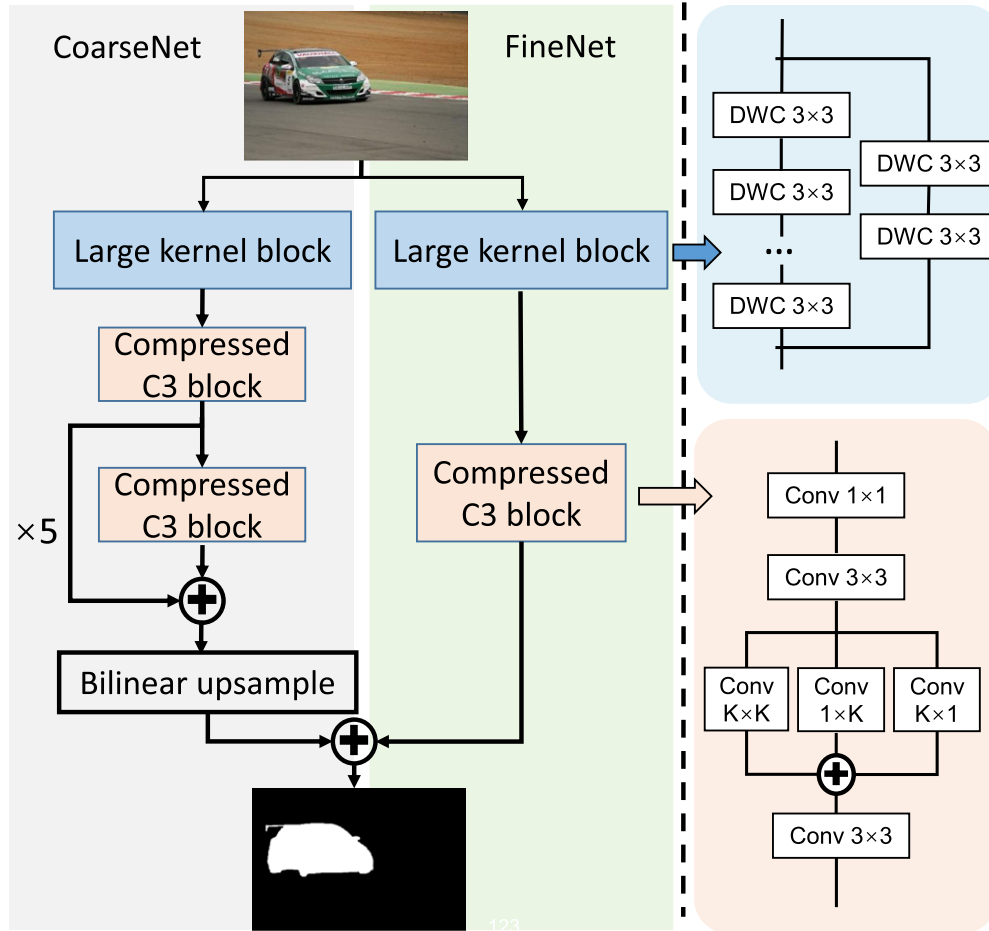 CoarseNet
FineNet
Large kernel block
Large kernel block
Compressed
C3 block
Compressed
C3 block
×5
Compressed
C3 block
Bilinear upsample
123
DWC 3×3
DWC 3×3
...
DWC 3×3
DWC 3×3
DWC 3×3
Conv 1×1
Conv 3×3
Conv
K×K
Conv
1×K
Conv
K×1
Conv 3×3